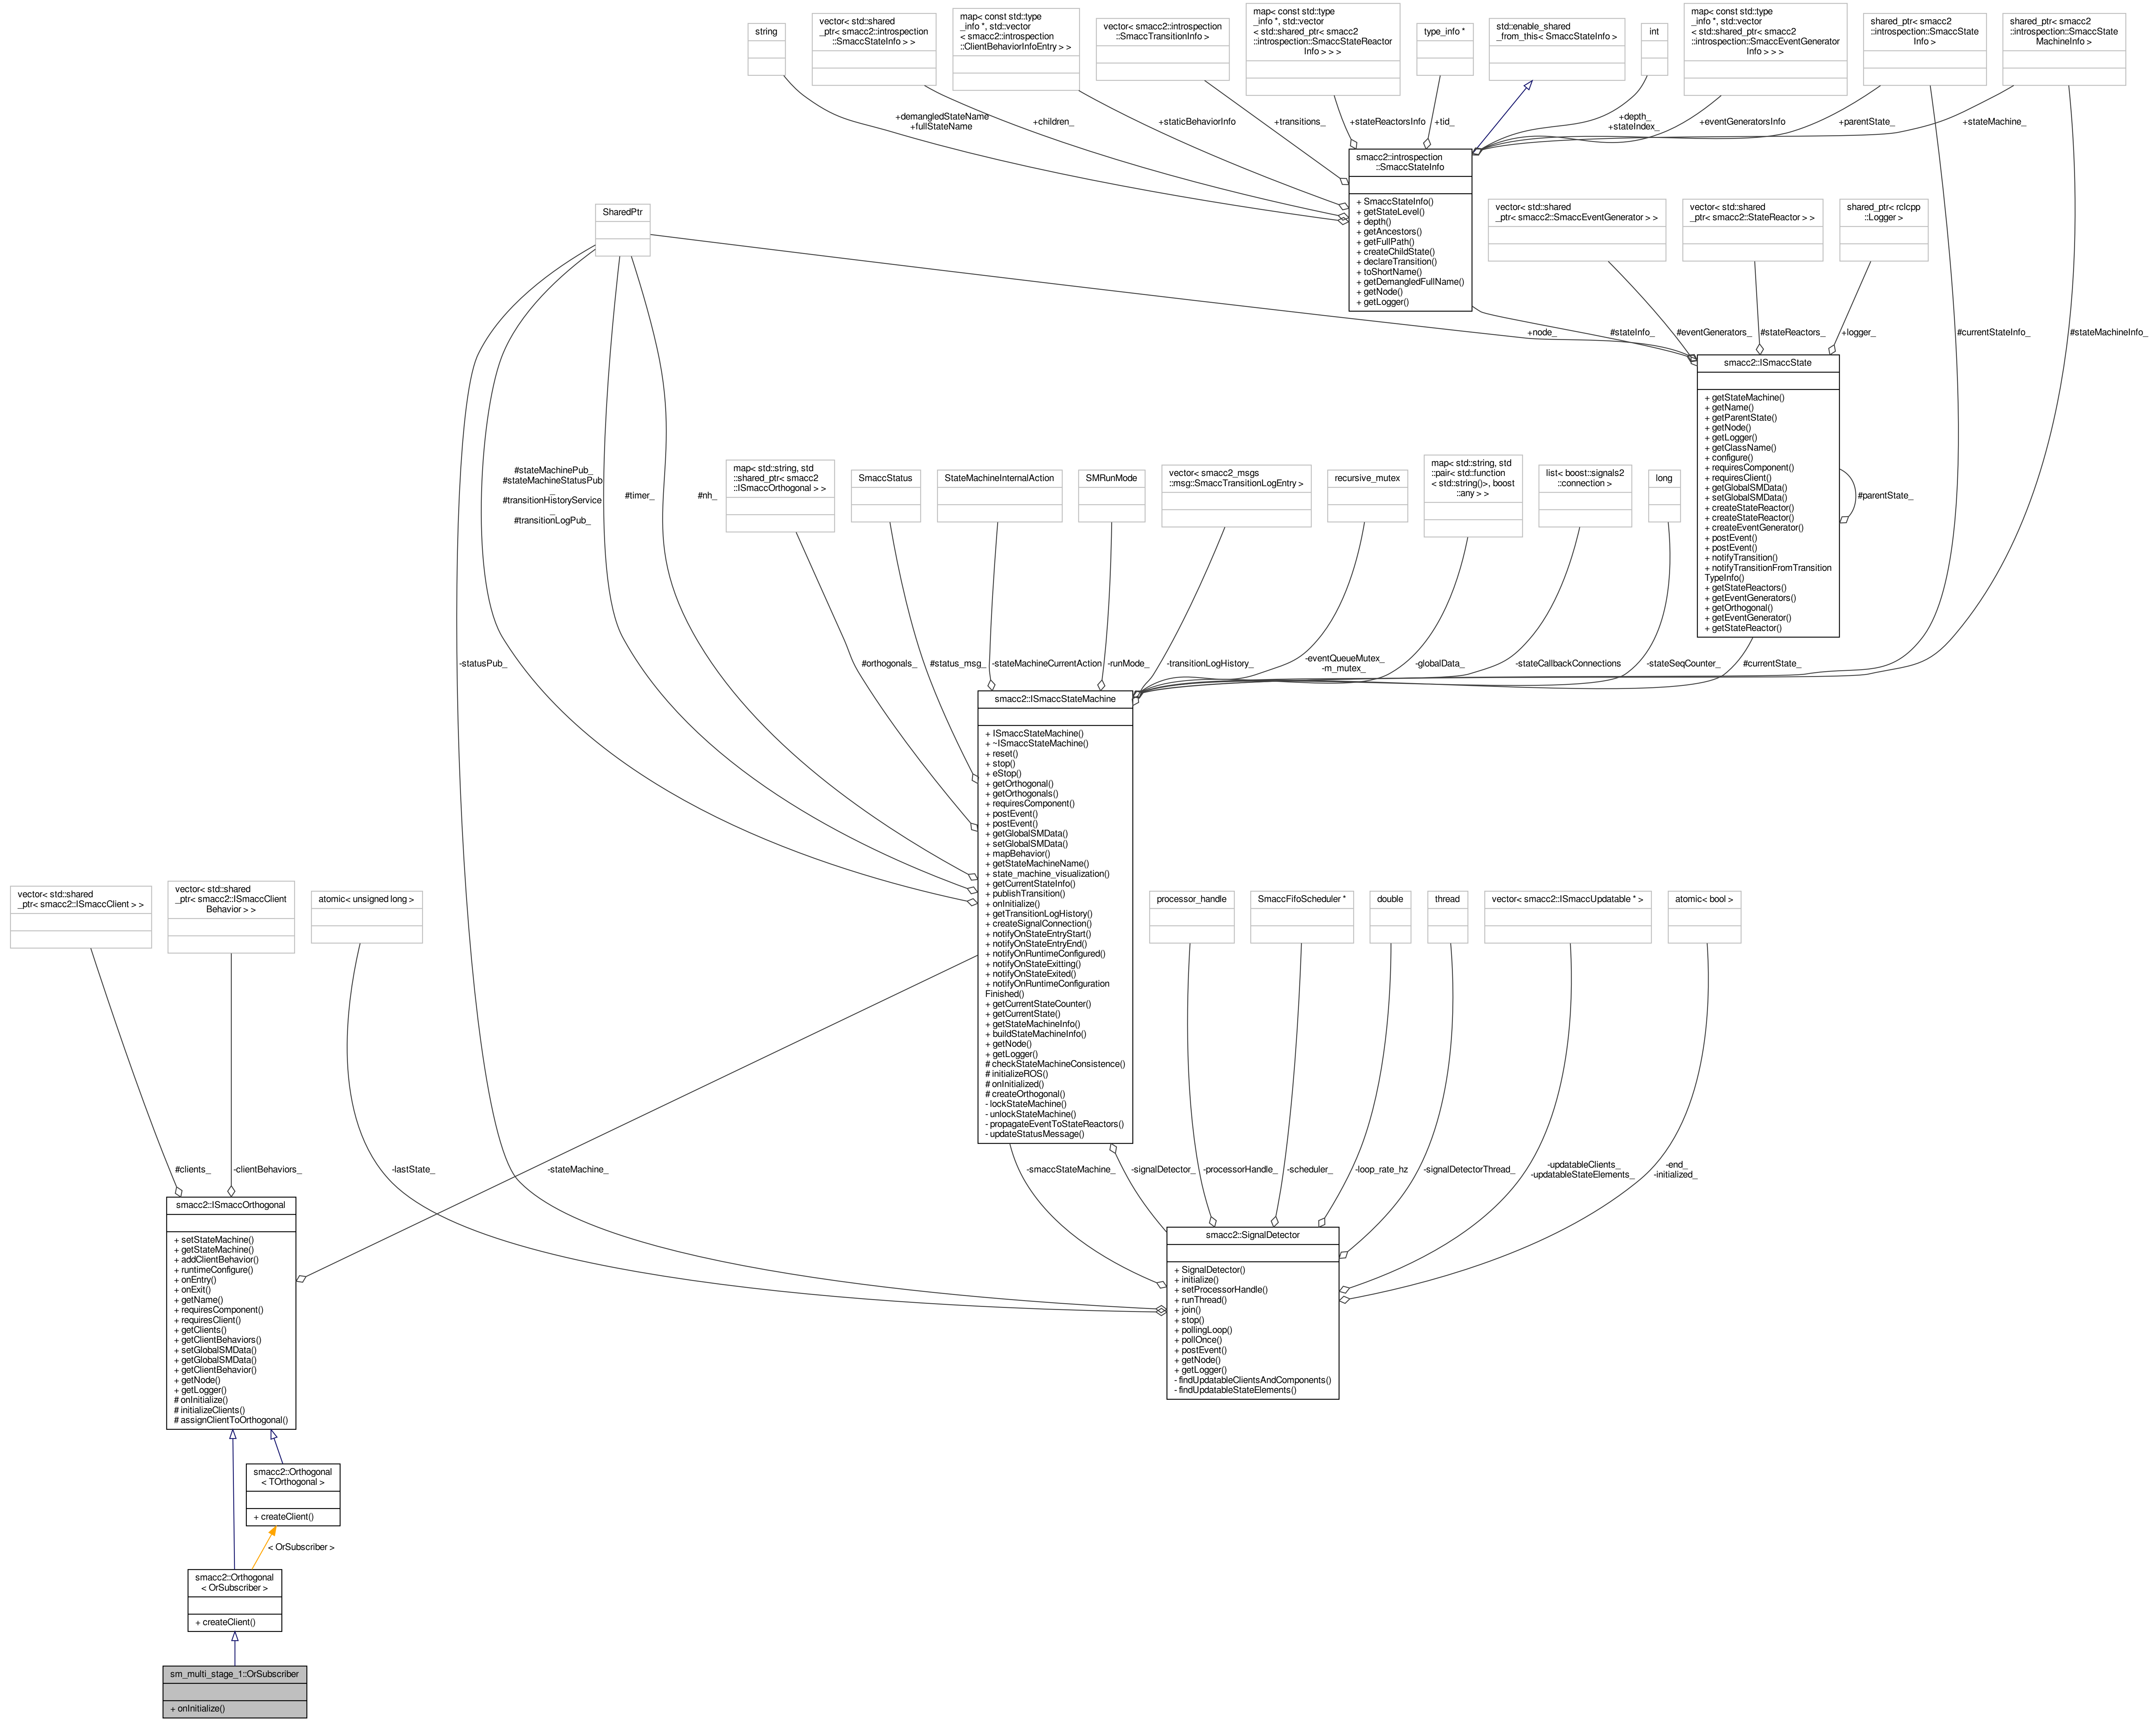 string
vector< std::shared
_ptr< smacc2::introspection
::SmaccStateInfo > >
map< const std::type
_info *, std::vector
< smacc2::introspection
::ClientBehaviorInfoEntry > >
vector< smacc2::introspection
::SmaccTransitionInfo >
map< const std::type
_info *, std::vector
< std::shared_ptr< smacc2
::introspection::SmaccStateReactor
Info > > >
type_info *
std::enable_shared
_from_this< SmaccStateInfo >
int
map< const std::type
_info *, std::vector
< std::shared_ptr< smacc2
::introspection::SmaccEventGenerator
Info > > >
shared_ptr< smacc2
::introspection::SmaccState
Info >
shared_ptr< smacc2
::introspection::SmaccState
MachineInfo >
+demangledStateName
+fullStateName
+children_
+staticBehaviorInfo
+transitions_
+stateReactorsInfo
+tid_
+depth_
+stateIndex_
+eventGeneratorsInfo
+parentState_
+stateMachine_
smacc2::introspection
::SmaccStateInfo
+ SmaccStateInfo()
+ getStateLevel()
+ depth()
+ getAncestors()
+ getFullPath()
+ createChildState()
+ declareTransition()
+ toShortName()
+ getDemangledFullName()
+ getNode()
+ getLogger()
SharedPtr
vector< std::shared
_ptr< smacc2::SmaccEventGenerator > >
vector< std::shared
_ptr< smacc2::StateReactor > >
shared_ptr< rclcpp
::Logger >
+node_
#stateInfo_
#eventGenerators_
#stateReactors_
+logger_
#currentStateInfo_
#stateMachineInfo_
smacc2::ISmaccState
+ getStateMachine()
+ getName()
+ getParentState()
+ getNode()
+ getLogger()
+ getClassName()
+ configure()
+ requiresComponent()
+ requiresClient()
+ getGlobalSMData()
+ setGlobalSMData()
+ createStateReactor()
+ createStateReactor()
+ createEventGenerator()
+ postEvent()
+ postEvent()
+ notifyTransition()
+ notifyTransitionFromTransition
TypeInfo()
+ getStateReactors()
+ getEventGenerators()
+ getOrthogonal()
+ getEventGenerator()
+ getStateReactor()
#parentState_
#stateMachinePub_
#stateMachineStatusPub
_
#transitionHistoryService
_
#transitionLogPub_
#timer_
#nh_
map< std::string, std
::shared_ptr< smacc2
::ISmaccOrthogonal > >
SmaccStatus
StateMachineInternalAction
SMRunMode
vector< smacc2_msgs
::msg::SmaccTransitionLogEntry >
recursive_mutex
map< std::string, std
::pair< std::function
< std::string()>, boost
::any > >
list< boost::signals2
::connection >
long
-statusPub_
#orthogonals_
#status_msg_
-stateMachineCurrentAction
-runMode_
-transitionLogHistory_
-eventQueueMutex_
-m_mutex_
-globalData_
-stateCallbackConnections
-stateSeqCounter_
#currentState_
smacc2::ISmaccStateMachine
+ ISmaccStateMachine()
+ ~ISmaccStateMachine()
+ reset()
+ stop()
+ eStop()
+ getOrthogonal()
+ getOrthogonals()
+ requiresComponent()
+ postEvent()
+ postEvent()
+ getGlobalSMData()
+ setGlobalSMData()
+ mapBehavior()
+ getStateMachineName()
+ state_machine_visualization()
+ getCurrentStateInfo()
+ publishTransition()
+ onInitialize()
+ getTransitionLogHistory()
+ createSignalConnection()
+ notifyOnStateEntryStart()
+ notifyOnStateEntryEnd()
+ notifyOnRuntimeConfigured()
+ notifyOnStateExitting()
+ notifyOnStateExited()
+ notifyOnRuntimeConfiguration
Finished()
+ getCurrentStateCounter()
+ getCurrentState()
+ getStateMachineInfo()
+ buildStateMachineInfo()
+ getNode()
+ getLogger()
# checkStateMachineConsistence()
# initializeROS()
# onInitialized()
# createOrthogonal()
- lockStateMachine()
- unlockStateMachine()
- propagateEventToStateReactors()
- updateStatusMessage()
vector< std::shared
_ptr< smacc2::ISmaccClient > >
vector< std::shared
_ptr< smacc2::ISmaccClient
Behavior > >
atomic< unsigned long >
processor_handle
SmaccFifoScheduler *
double
thread
vector< smacc2::ISmaccUpdatable * >
atomic< bool >
#clients_
-clientBehaviors_
-lastState_
-stateMachine_
-smaccStateMachine_
-signalDetector_
-processorHandle_
-scheduler_
-loop_rate_hz
-signalDetectorThread_
-updatableClients_
-updatableStateElements_
-end_
-initialized_
smacc2::ISmaccOrthogonal
+ setStateMachine()
+ getStateMachine()
+ addClientBehavior()
+ runtimeConfigure()
+ onEntry()
+ onExit()
+ getName()
+ requiresComponent()
+ requiresClient()
+ getClients()
+ getClientBehaviors()
+ setGlobalSMData()
+ getGlobalSMData()
+ getClientBehavior()
+ getNode()
+ getLogger()
# onInitialize()
# initializeClients()
# assignClientToOrthogonal()
smacc2::SignalDetector
+ SignalDetector()
+ initialize()
+ setProcessorHandle()
+ runThread()
+ join()
+ stop()
+ pollingLoop()
+ pollOnce()
+ postEvent()
+ getNode()
+ getLogger()
- findUpdatableClientsAndComponents()
- findUpdatableStateElements()
smacc2::Orthogonal
< TOrthogonal >
+ createClient()
< OrSubscriber >
smacc2::Orthogonal
< OrSubscriber >
+ createClient()
sm_multi_stage_1::OrSubscriber
+ onInitialize()